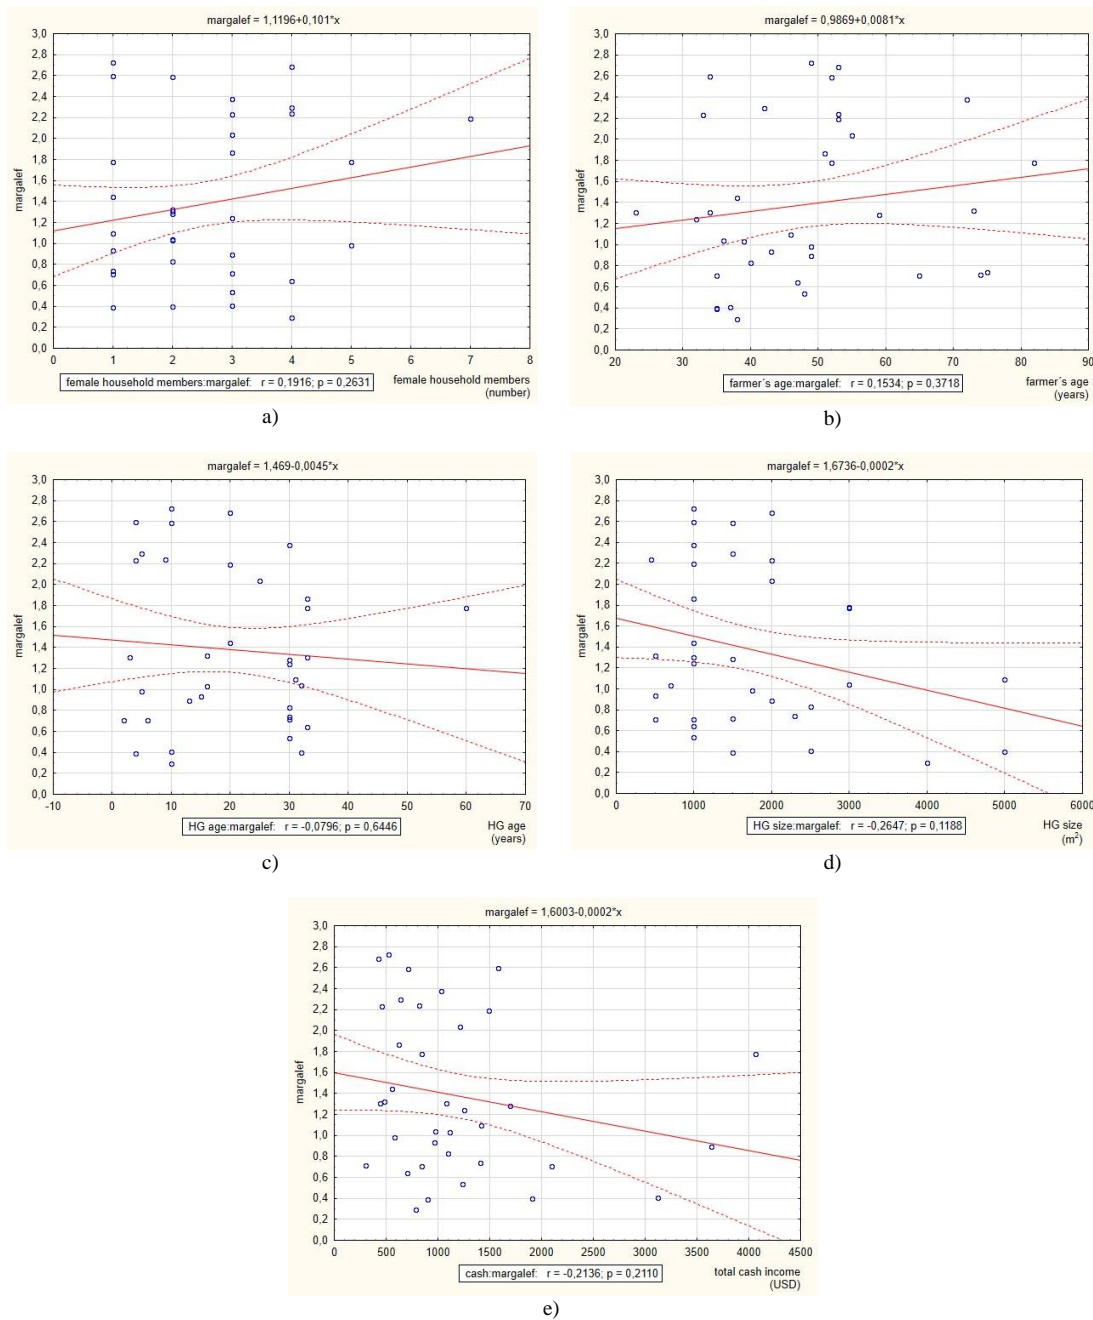 margalef = 1,1196+0,101*x
3,0
2,8
2,6
2,4
2,2
2,0
1,8
1,6
1,4
1,2
1,0
0,8
0,6
0,4
0,2
0,0
margalef
0 1 2 3 4 5 6 7 8
female household members:margalef: r = 0,1916; p = 0,2631
female household members
(number)
a)
margalef = 0,9869+0,0081*x
3,0
2,8
2,6
2,4
2,2
2,0
1,8
1,6
1,4
1,2
1,0
0,8
0,6
0,4
0,2
0,0
margalef
20 30 40 50 60 70 80 90
farmer´s age:margalef: r = 0,1534; p = 0,3718
farmer´s age
(years)
b)
margalef = 1,469-0,0045*x
3,0
2,8
2,6
2,4
2,2
2,0
1,8
1,6
1,4
1,2
1,0
0,8
0,6
0,4
0,2
0,0
margalef
-10 0 10 20 30 40 50 60 70
HG age:margalef: r = -0,0796; p = 0,6446
HG age
(years)
c)
margalef = 1,6736-0,0002*x
3,0
2,8
2,6
2,4
2,2
2,0
1,8
1,6
1,4
1,2
1,0
0,8
0,6
0,4
0,2
0,0
margalef
0 1000 2000 3000 4000 5000 6000
HG size:margalef: r = -0,2647; p = 0,1188
HG size
(m²)
d)
margalef = 1,6003-0,0002*x
3,0
2,8
2,6
2,4
2,2
2,0
1,8
1,6
1,4
1,2
1,0
0,8
0,6
0,4
0,2
0,0
margalef
0 500 1000 1500 2000 2500 3000 3500 4000 4500
cash:margalef: r = -0,2136; p = 0,2110
total cash income
(USD)
e)